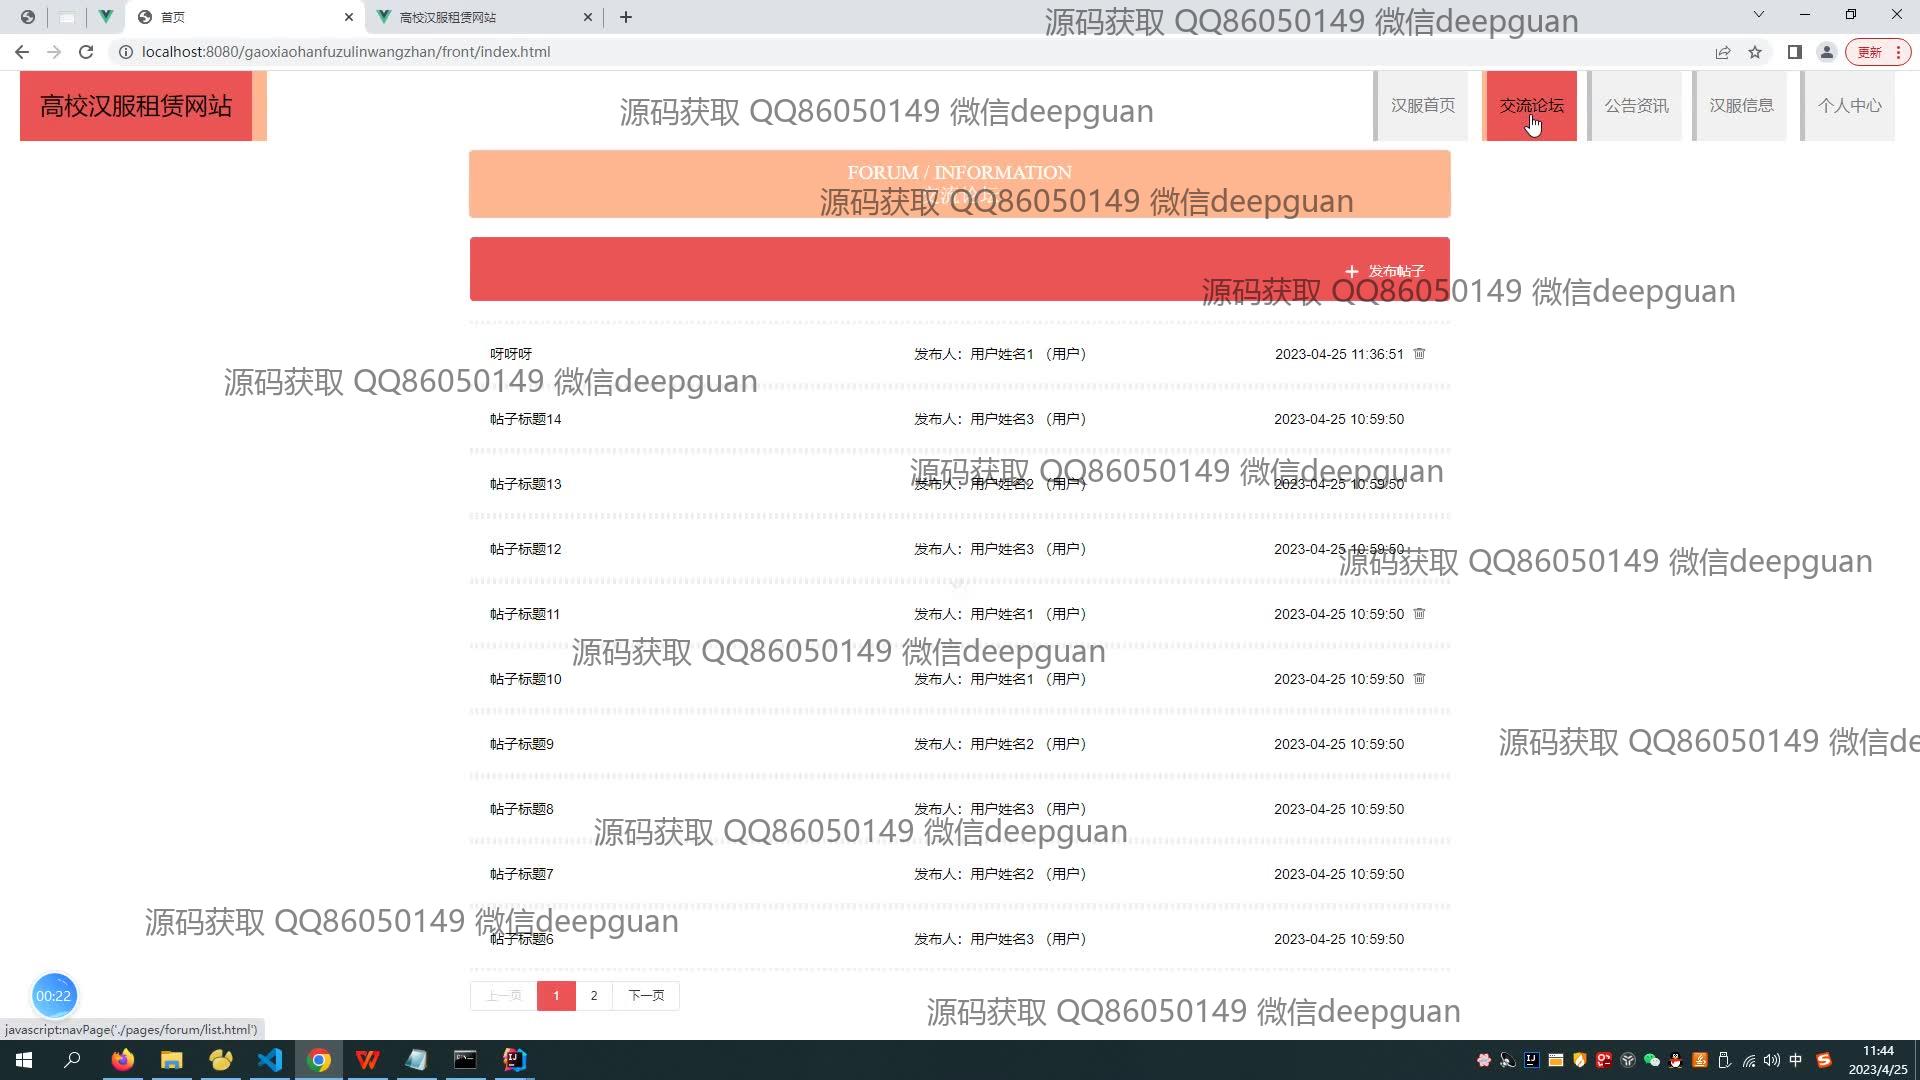 首页
高校汉服租赁网站
源码获取 QQ86050149 微信deepguan
localhost:8080/gaoxiaohanfuzulinwangzhan/front/index.html
更新
高校汉服租赁网站
源码获取 QQ86050149 微信deepguan
汉服首页
交流论坛
公告资讯
汉服信息
个人中心
FORUM / INFORMATION
交流论坛
源码获取 QQ86050149 微信deepguan
+ 发布帖子
源码获取 QQ86050149 微信deepguan
呀呀呀 发布人：用户姓名1 （用户） 2023-04-25 11:36:51
源码获取 QQ86050149 微信deepguan
帖子标题14 发布人：用户姓名3 （用户） 2023-04-25 10:59:50
源码获取 QQ86050149 微信deepguan
帖子标题13 发布人：用户姓名2 （用户） 2023-04-25 10:59:50
帖子标题12 发布人：用户姓名3 （用户） 2023-04-25 10:59:50
源码获取 QQ86050149 微信deepguan
帖子标题11 发布人：用户姓名1 （用户） 2023-04-25 10:59:50
源码获取 QQ86050149 微信deepguan
帖子标题10 发布人：用户姓名1 （用户） 2023-04-25 10:59:50
帖子标题9 发布人：用户姓名2 （用户） 2023-04-25 10:59:50
源码获取 QQ86050149 微信de
帖子标题8 发布人：用户姓名3 （用户） 2023-04-25 10:59:50
源码获取 QQ86050149 微信deepguan
帖子标题7 发布人：用户姓名2 （用户） 2023-04-25 10:59:50
源码获取 QQ86050149 微信deepguan
帖子标题6 发布人：用户姓名3 （用户） 2023-04-25 10:59:50
00:22
上一页 1 2 下一页
源码获取 QQ86050149 微信deepguan
javascript:navPage('./pages/forum/list.html')
中
11:44
2023/4/25